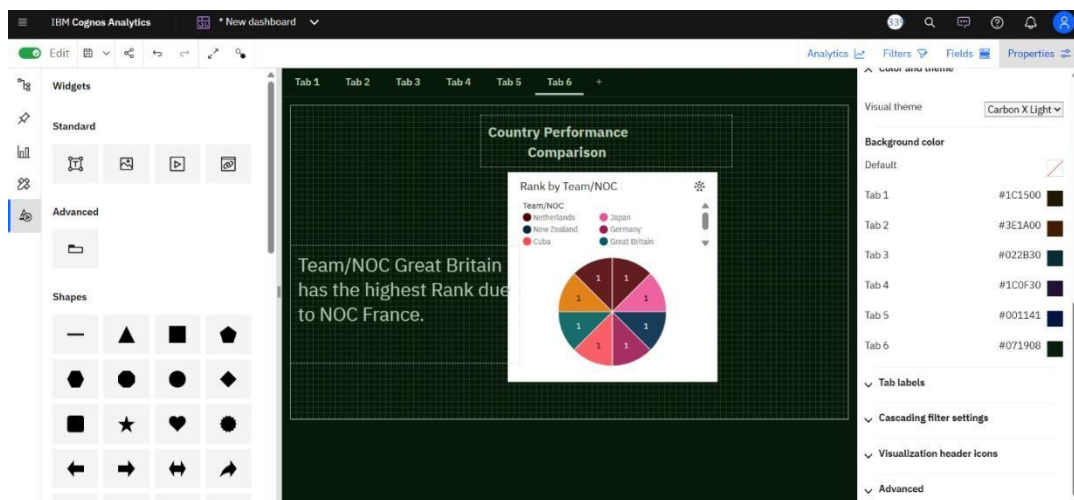 IBM Cognos Analytics
* New dashboard
Edit
Analytics
Filters
Fields
Properties
Widgets
Standard
Advanced
Shapes
Tab 1
Tab 2
Tab 3
Tab 4
Tab 5
Tab 6
+
Country Performance
Comparison
Team/NOC Great Britain
has the highest Rank due
to NOC France.
Rank by Team/NOC
Team/NOC
Netherlands
Japan
New Zealand
Germany
Cuba
Great Britain
1
1
1
1
1
1
1
1
Color and theme
Visual theme
Carbon X Light
Background color
Default
Tab 1 #1C1500
Tab 2 #3E1A00
Tab 3 #022B30
Tab 4 #1C0F30
Tab 5 #001141
Tab 6 #071908
Tab labels
Cascading filter settings
Visualization header icons
Advanced